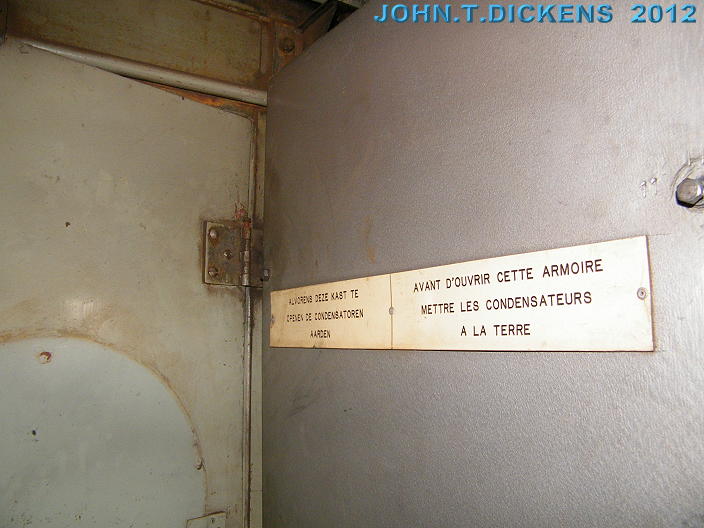 JOHN.T.DICKENS 2012
ALVORENS DEZE KAST TE
OPENEN DE CONDENSATOREN
AARDEN
AVANT D'OUVRIR CETTE ARMOIRE
METTRE LES CONDENSATEURS
A LA TERRE